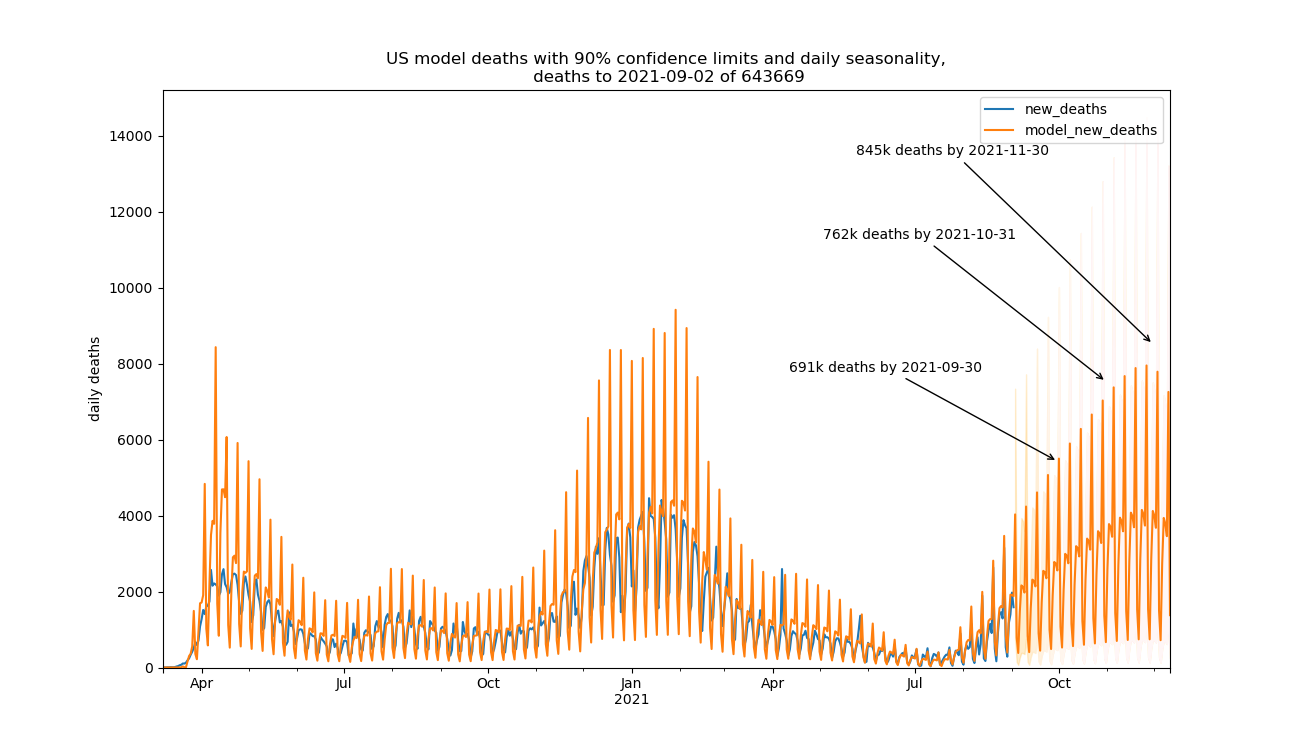 US model deaths with 90% confidence limits and daily seasonality,
deaths to 2021-09-02 of 643669
new_deaths
model_new_deaths
845k deaths by 2021-11-30
762k deaths by 2021-10-31
691k deaths by 2021-09-30
daily deaths
14000
12000
10000
8000
6000
4000
2000
0
Apr
Jul
Oct
Jan
2021
Apr
Jul
Oct